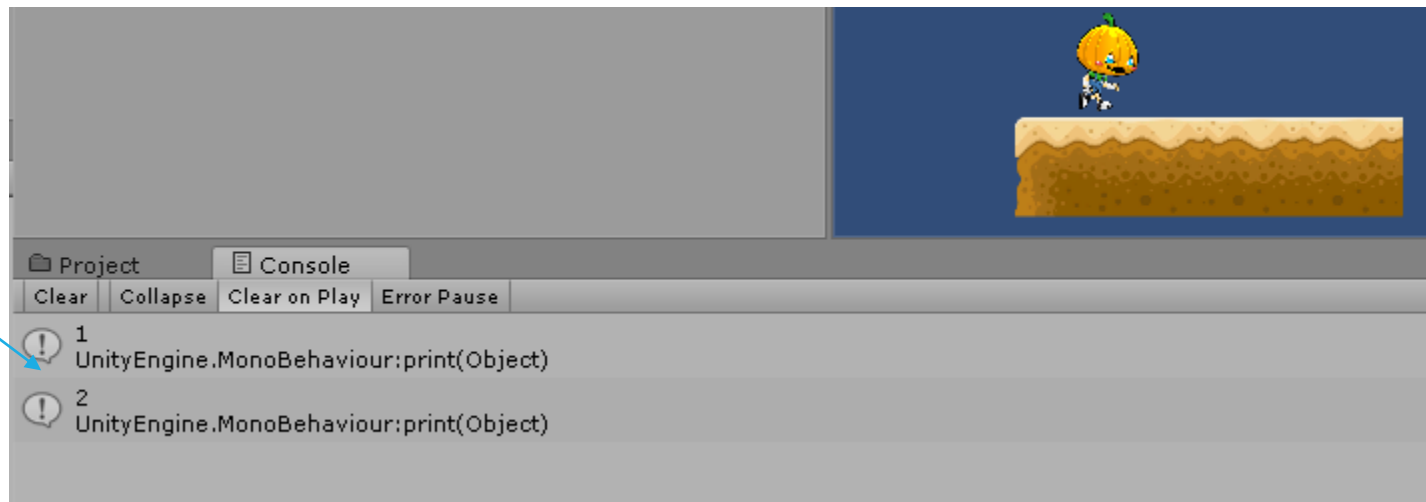 Project Console
Clear Collapse Clear on Play Error Pause
1
UnityEngine.MonoBehaviour:print(Object)
2
UnityEngine.MonoBehaviour:print(Object)